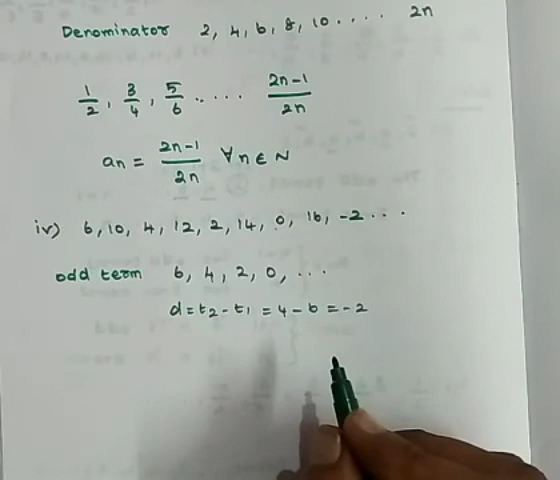 Denominator 2, 4, 6, 8, 10 .... 2n
1/2, 3/4, 5/6 ..... 2n-1/2n
an = 2n-1/2n ∀n∈N
iv) 6, 10, 4, 12, 2, 14, 0, 16, -2 ...
odd term 6, 4, 2, 0, ...
d = t2 - t1 = 4 - 6 = -2